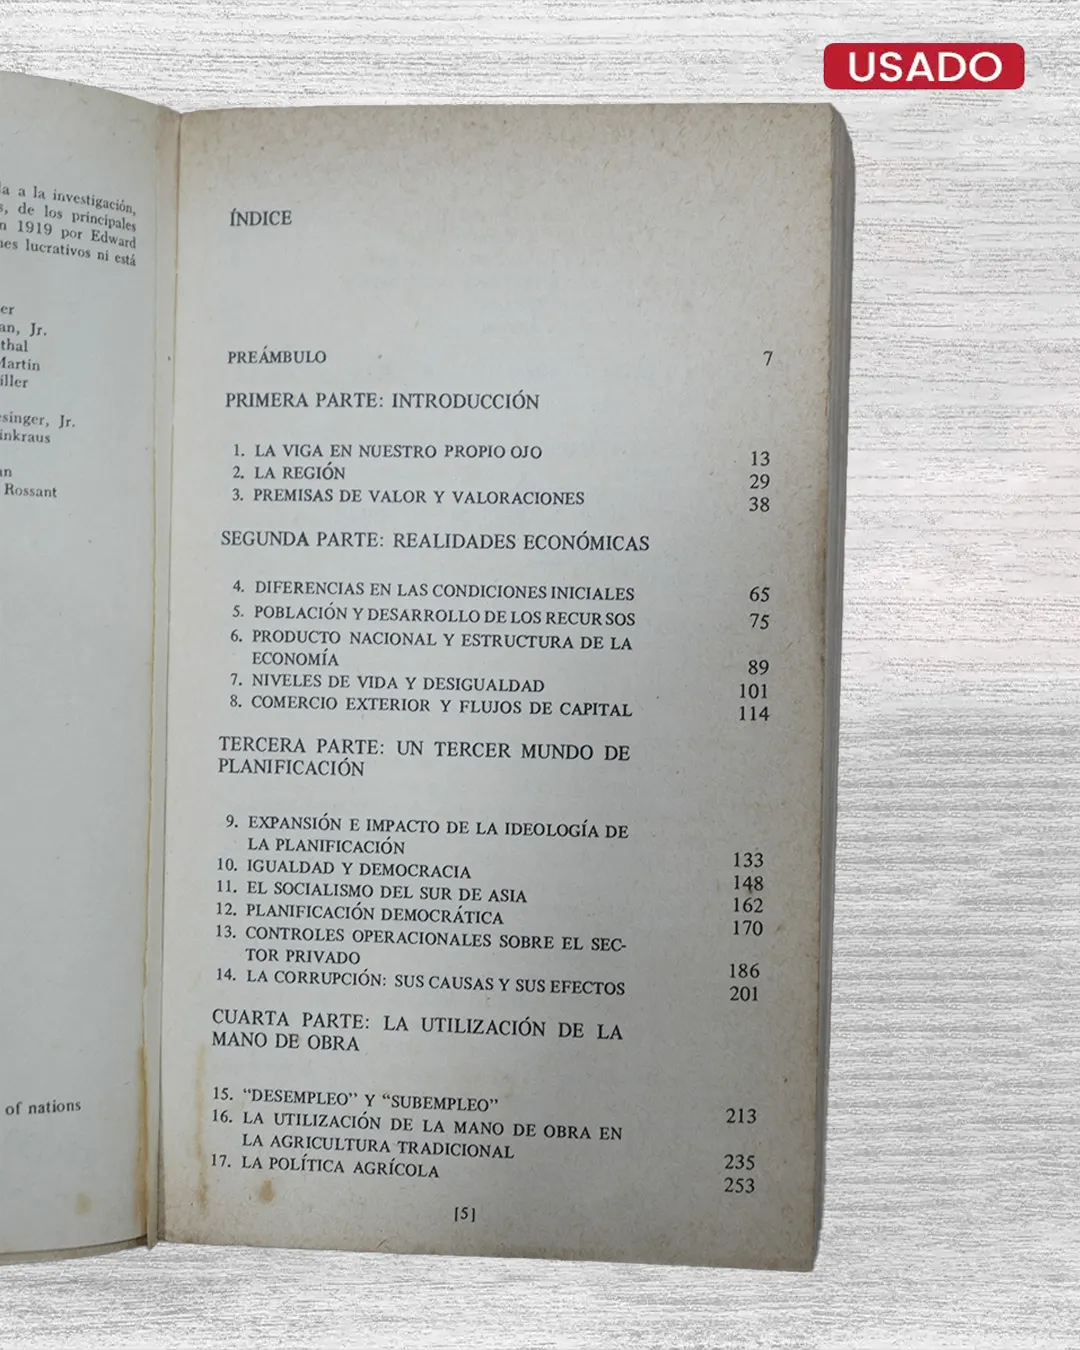 USADO
a a la investigación,
s, de los principales
n 1919 por Edward
nes lucrativos ni está
er
an, Jr.
thal
Martin
iller
esinger, Jr.
inkraus
n
Rossant
of nations
ÍNDICE
PREÁMBULO 7
PRIMERA PARTE: INTRODUCCIÓN
1. LA VIGA EN NUESTRO PROPIO OJO 13
2. LA REGIÓN 29
3. PREMISAS DE VALOR Y VALORACIONES 38
SEGUNDA PARTE: REALIDADES ECONÓMICAS
4. DIFERENCIAS EN LAS CONDICIONES INICIALES 65
5. POBLACIÓN Y DESARROLLO DE LOS RECURSOS 75
6. PRODUCTO NACIONAL Y ESTRUCTURA DE LA
ECONOMÍA 89
7. NIVELES DE VIDA Y DESIGUALDAD 101
8. COMERCIO EXTERIOR Y FLUJOS DE CAPITAL 114
TERCERA PARTE: UN TERCER MUNDO DE
PLANIFICACIÓN
9. EXPANSIÓN E IMPACTO DE LA IDEOLOGÍA DE
LA PLANIFICACIÓN 133
10. IGUALDAD Y DEMOCRACIA 148
11. EL SOCIALISMO DEL SUR DE ASIA 162
12. PLANIFICACIÓN DEMOCRÁTICA 170
13. CONTROLES OPERACIONALES SOBRE EL SEC-
TOR PRIVADO 186
14. LA CORRUPCIÓN: SUS CAUSAS Y SUS EFECTOS 201
CUARTA PARTE: LA UTILIZACIÓN DE LA
MANO DE OBRA
15. “DESEMPLEO” Y “SUBEMPLEO” 213
16. LA UTILIZACIÓN DE LA MANO DE OBRA EN
LA AGRICULTURA TRADICIONAL 235
17. LA POLÍTICA AGRÍCOLA 253
[5]